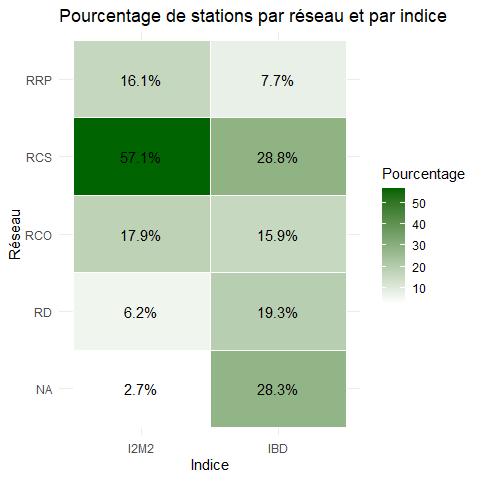 Pourcentage de stations par réseau et par indice
RRP 16.1% 7.7%
RCS 57.1% 28.8%
RCO 17.9% 15.9%
RD 6.2% 19.3%
NA 2.7% 28.3%
I2M2 IBD
Indice
Réseau
Pourcentage
50
40
30
20
10